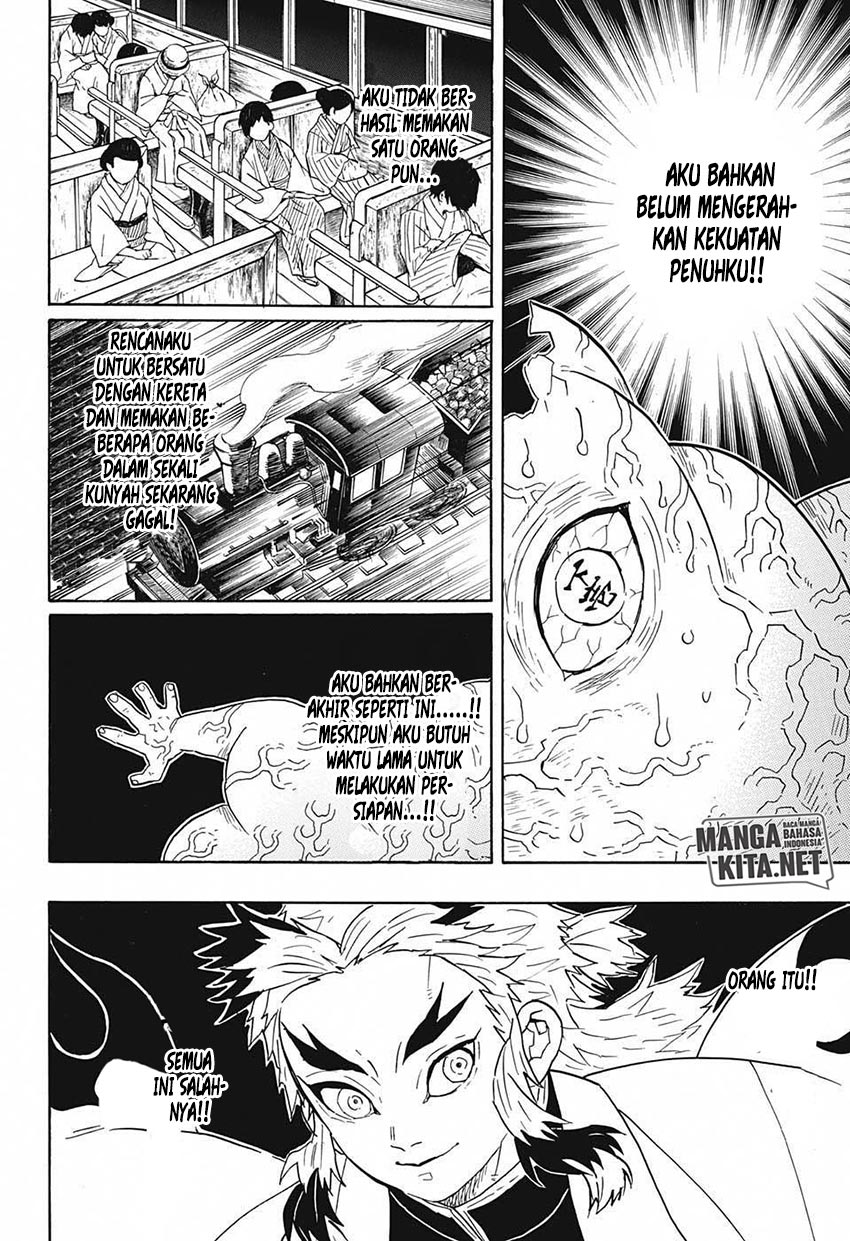 AKU BAHKAN
BELUM MENGERAH-
KAN KEKUATAN
PENUHKU!!
AKU TIDAK BER-
HASIL MEMAKAN
SATU ORANG
PUN...
RENCANAKU
UNTUK BERSATU
DENGAN KERETA
DAN MEMAKAN BE-
BERAPA ORANG
DALAM SEKALI
KUNYAH SEKARANG
GAGAL!
AKU BAHKAN BER-
AKHIR SEPERTI INI.....!!
MESKIPUN AKU BUTUH
WAKTU LAMA UNTUK
MELAKUKAN PER-
SIAPAN...!!
MANGA
KITA.NET
BACA MANGA
BAHASA
INDONESIA
ORANG ITU!!
SEMUA
INI SALAH-
NYA!!